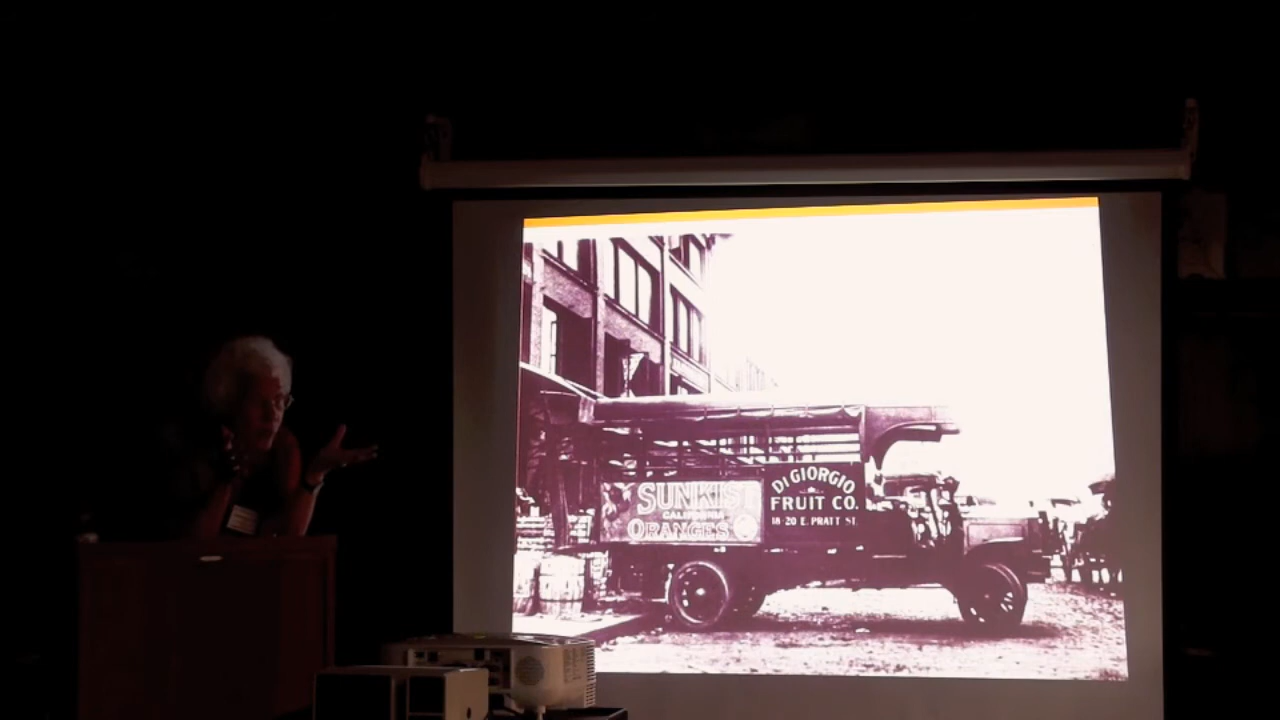 SUNKIST
CALIFORNIA
ORANGES
DI GIORGIO
FRUIT CO.
18-20 E. PRATT ST.